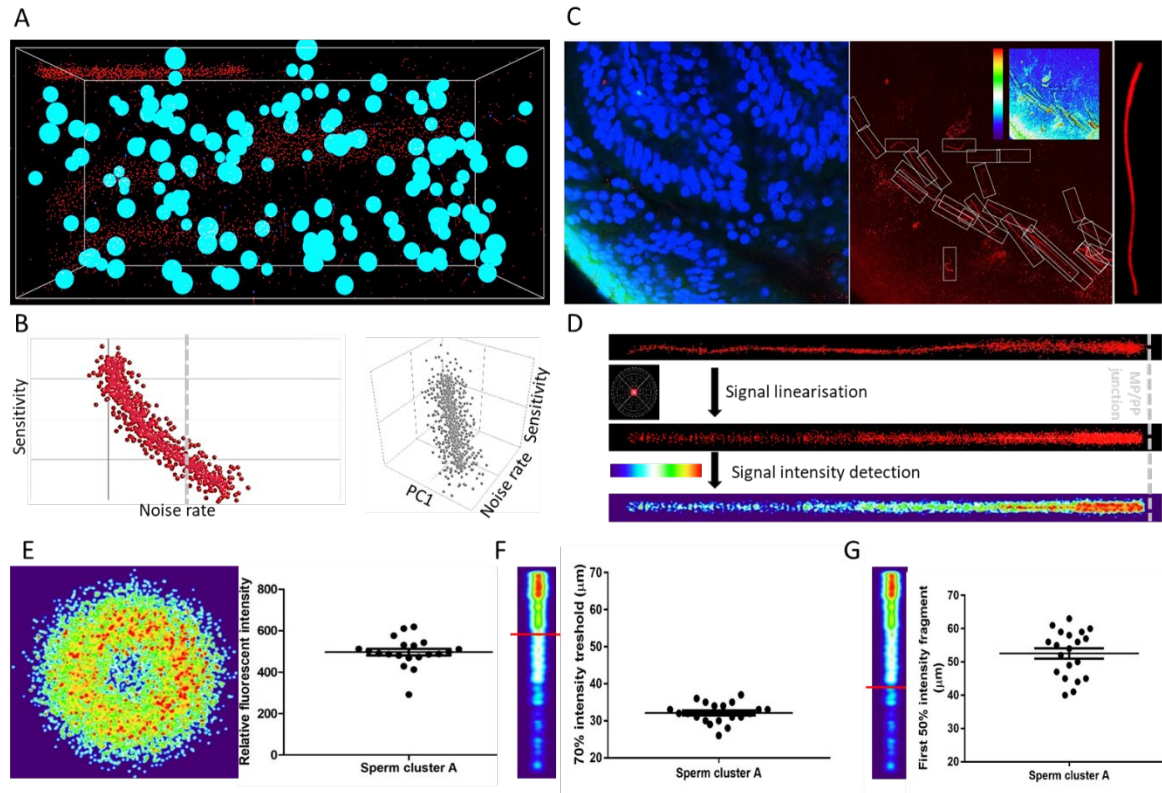 A
C
B
Sensitivity
Noise rate
PC1
Noise rate
Sensitivity
D
MP/PP
junction
Signal linearisation
Signal intensity detection
E
Relative fluorescent intensity
800
600
400
200
0
Sperm cluster A
F
70% intensity treshold (μm)
70
60
50
40
30
20
Sperm cluster A
G
First 50% intensity fragment
(μm)
70
60
50
40
30
20
Sperm cluster A